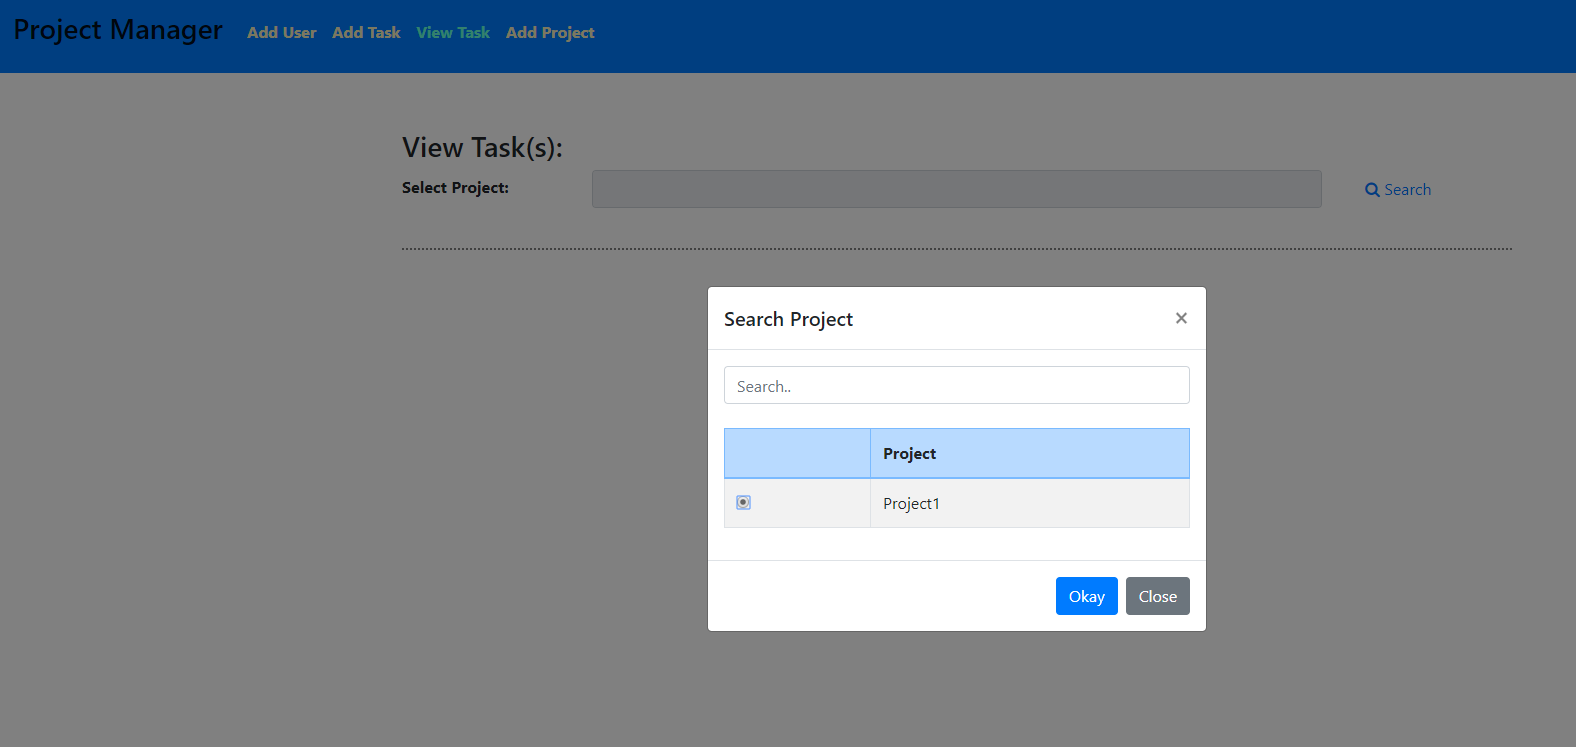 Project Manager Add User Add Task View Task Add Project
View Task(s):
Select Project: Search
Search Project ×
Search..
Project
Project1
Okay Close